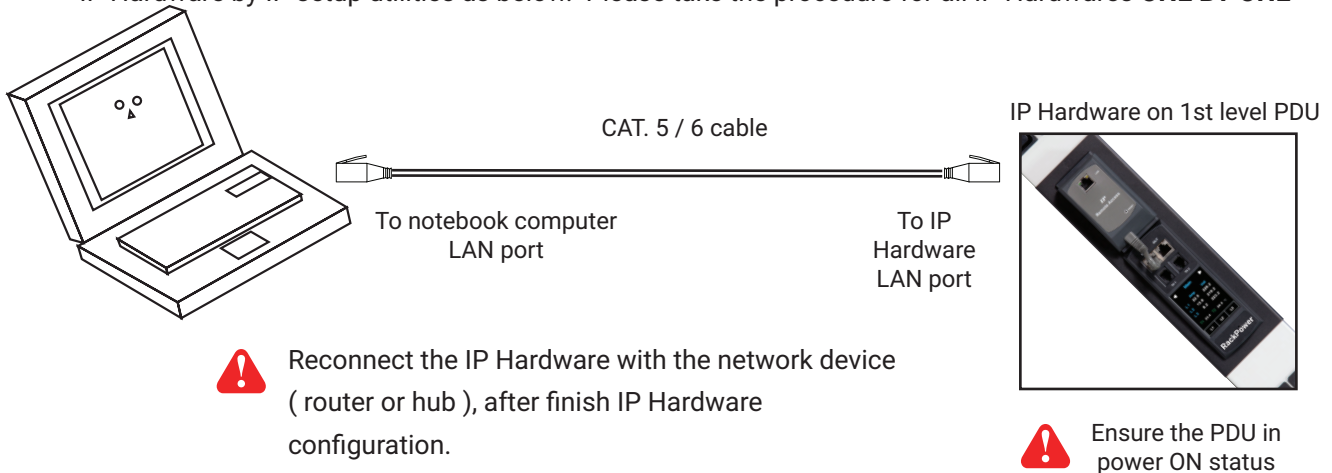 CAT. 5 / 6 cable
IP Hardware on 1st level PDU
To notebook computer
LAN port
To IP
Hardware
LAN port
RackPower
Reconnect the IP Hardware with the network device
( router or hub ), after finish IP Hardware
configuration.
Ensure the PDU in
power ON status